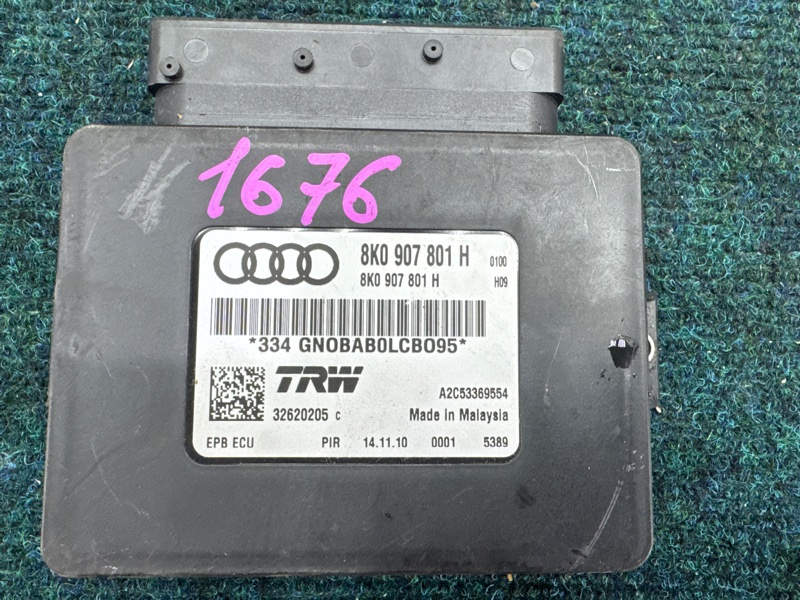 1676
8K0 907 801 H 0100
8K0 907 801 H H09
*334 GN0BAB0LCB095*
TRW A2C53369554
32620205 C Made in Malaysia
EPB ECU PIR 14.11.10 0001 5389